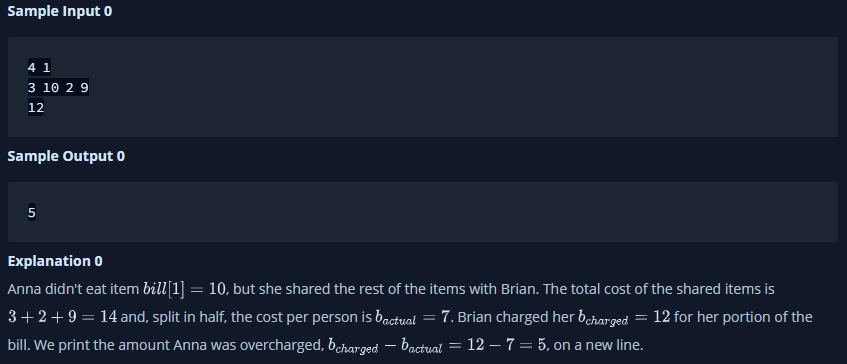 Sample Input 0
4 1
3 10 2 9
12
Sample Output 0
5
Explanation 0
Anna didn't eat item bill[1] = 10, but she shared the rest of the items with Brian. The total cost of the shared items is
3 + 2 + 9 = 14 and, split in half, the cost per person is b_actual = 7. Brian charged her b_charged = 12 for her portion of the
bill. We print the amount Anna was overcharged, b_charged − b_actual = 12 − 7 = 5, on a new line.